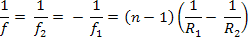 1/f = 1/f₂ = − 1/f₁ = (n − 1) (1/R₁ − 1/R₂)